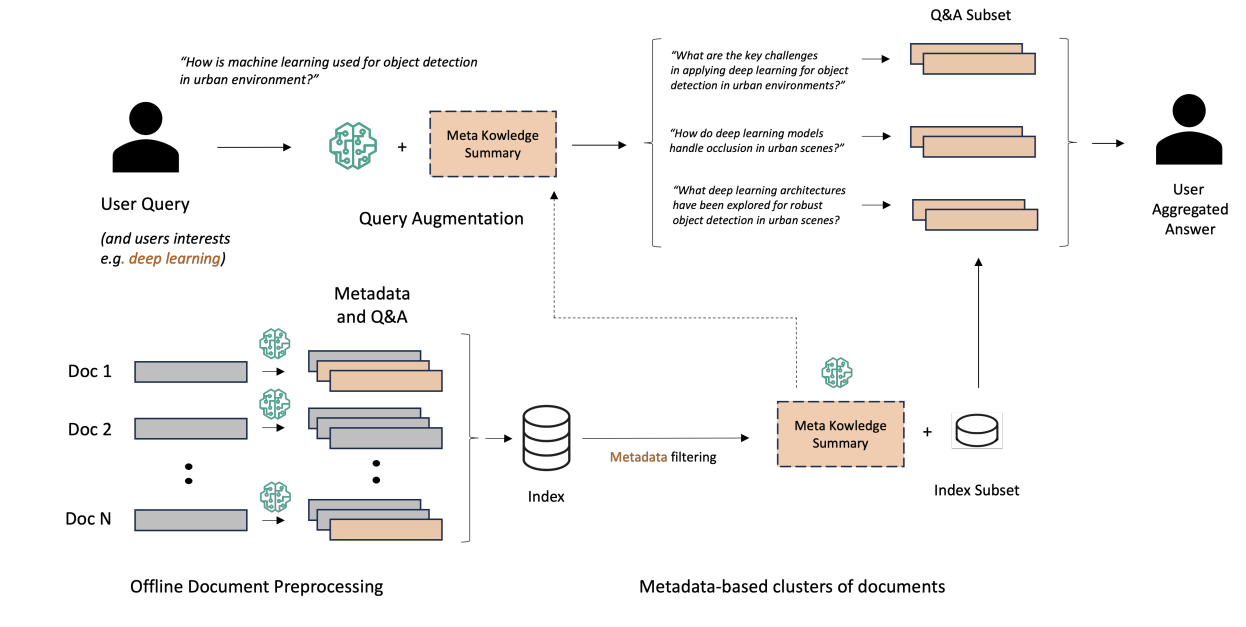 Q&A Subset
“How is machine learning used for object detection
in urban environment?”
“What are the key challenges
in applying deep learning for object
detection in urban environments?”
Meta Kowledge
Summary
+
“How do deep learning models
handle occlusion in urban scenes?”
“What deep learning architectures
have been explored for robust
object detection in urban scenes?
User Query
(and users interests
e.g. deep learning)
Query Augmentation
User
Aggregated
Answer
Metadata
and Q&A
Doc 1
Doc 2
Doc N
Index
Metadata filtering
Meta Kowledge
Summary
+
Index Subset
Offline Document Preprocessing
Metadata-based clusters of documents